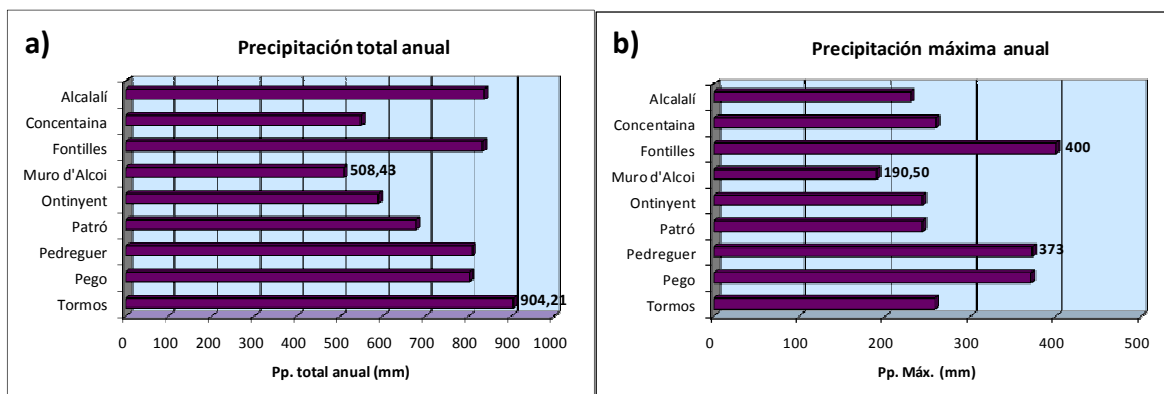 a)
Precipitación total anual
Alcalalí
Concentaina
Fontilles
Muro d'Alcoi
508,43
Ontinyent
Patró
Pedreguer
Pego
Tormos
904,21
0 100 200 300 400 500 600 700 800 900 1000
Pp. total anual (mm)
b)
Precipitación máxima anual
Alcalalí
Concentaina
Fontilles
400
Muro d'Alcoi
190,50
Ontinyent
Patró
Pedreguer
373
Pego
Tormos
0 100 200 300 400 500
Pp. Máx. (mm)